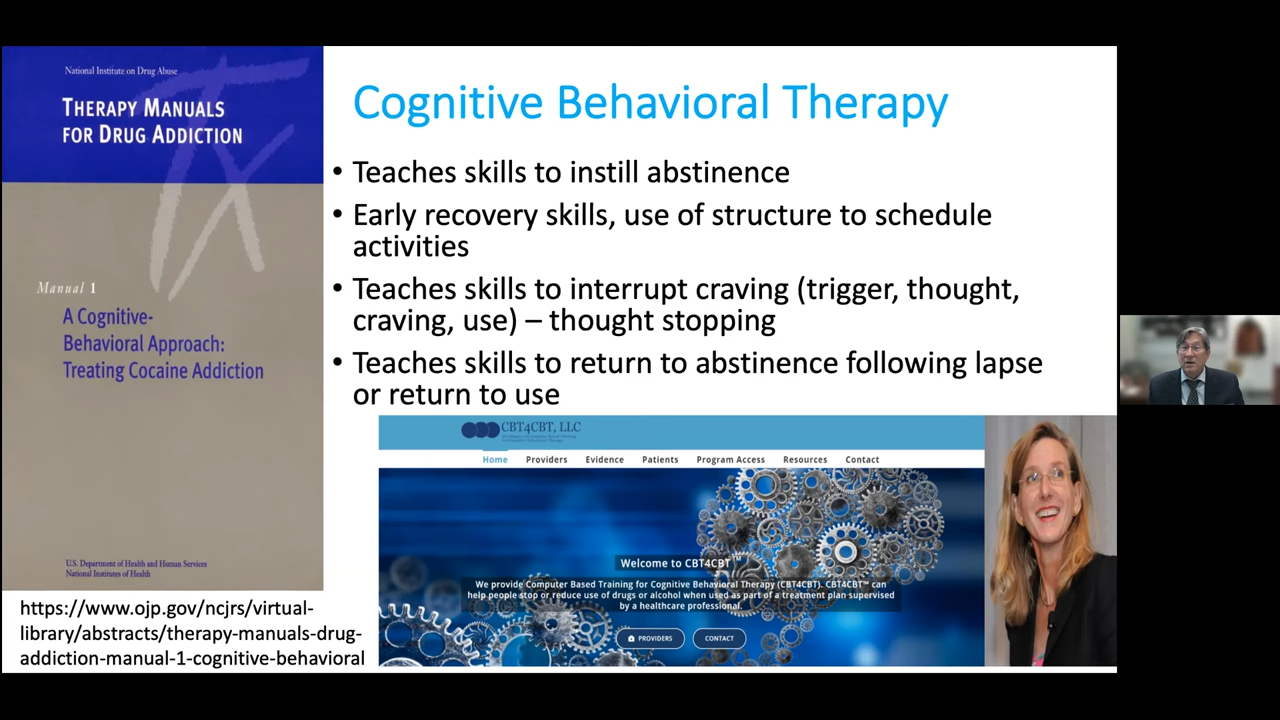 National Institute on Drug Abuse
THERAPY MANUALS
FOR DRUG ADDICTION
Manual 1
A Cognitive-
Behavioral Approach:
Treating Cocaine Addiction
U.S. Department of Health and Human Services
National Institutes of Health
https://www.ojp.gov/ncjrs/virtual-
library/abstracts/therapy-manuals-drug-
addiction-manual-1-cognitive-behavioral
Cognitive Behavioral Therapy
• Teaches skills to instill abstinence
• Early recovery skills, use of structure to schedule
activities
• Teaches skills to interrupt craving (trigger, thought,
craving, use) – thought stopping
• Teaches skills to return to abstinence following lapse
or return to use
CBT4CBT, LLC
Home Providers Evidence Patients Program Access Resources Contact
Welcome to CBT4CBT™
We provide Computer Based Training for Cognitive Behavioral Therapy (CBT4CBT). CBT4CBT™ can
help people stop or reduce use of drugs or alcohol when used as part of a treatment plan supervised
by a healthcare professional.
PROVIDERS CONTACT